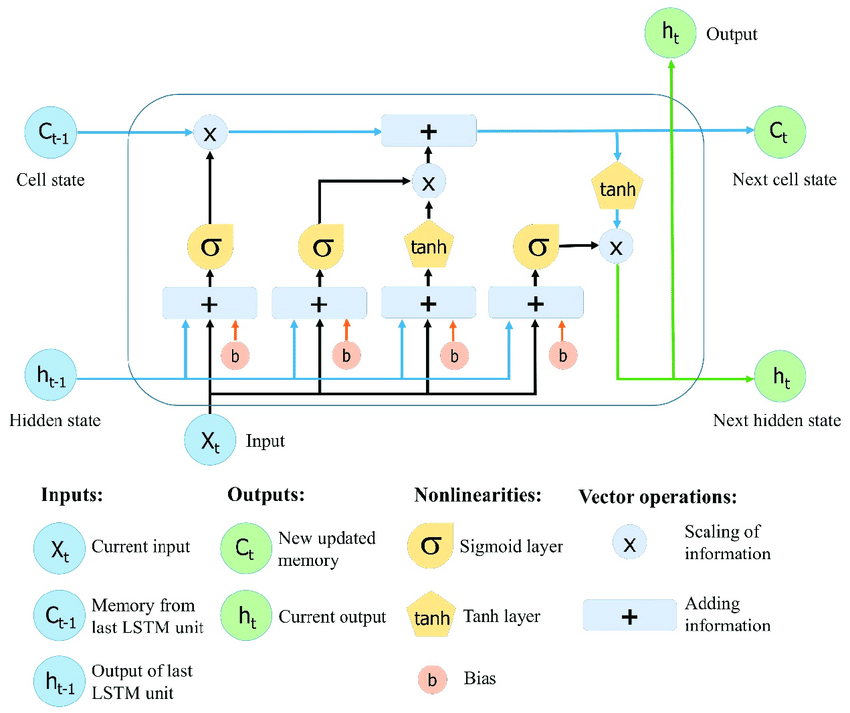 hₜ Output
Cₜ₋₁ x + Cₜ
Cell state x tanh Next cell state
σ σ tanh σ x
+ + + +
b b b b
hₜ₋₁ hₜ
Hidden state Next hidden state
Xₜ Input
Inputs: Outputs: Nonlinearities: Vector operations:
Xₜ Current input
Cₜ₋₁ Memory from
last LSTM unit
hₜ₋₁ Output of last
LSTM unit
Cₜ New updated
memory
hₜ Current output
σ Sigmoid layer
tanh Tanh layer
b Bias
x Scaling of
information
+ Adding
information